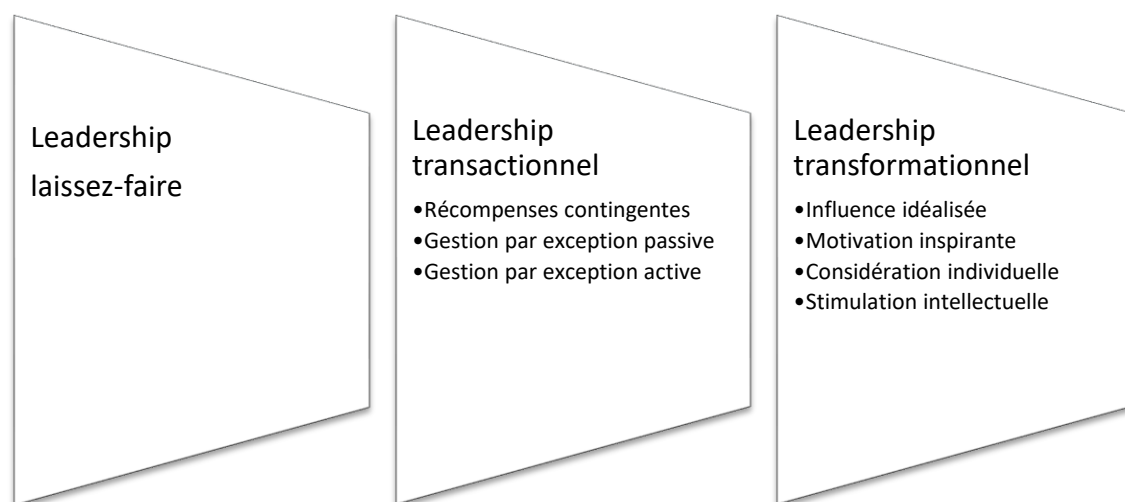 Leadership
laissez-faire
Leadership
transactionnel
•Récompenses contingentes
•Gestion par exception passive
•Gestion par exception active
Leadership
transformationnel
•Influence idéalisée
•Motivation inspirante
•Considération individuelle
•Stimulation intellectuelle